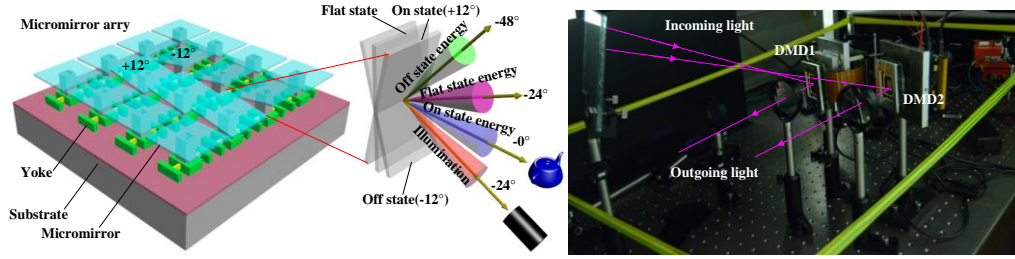 Micromirror arry
+12°
-12°
Yoke
Substrate
Micromirror
Flat state
On state(+12°)
-48°
Off state energy
Flat state energy
-24°
On state energy
-0°
Illumination
-24°
Off state(-12°)
Incoming light
DMD1
DMD2
Outgoing light